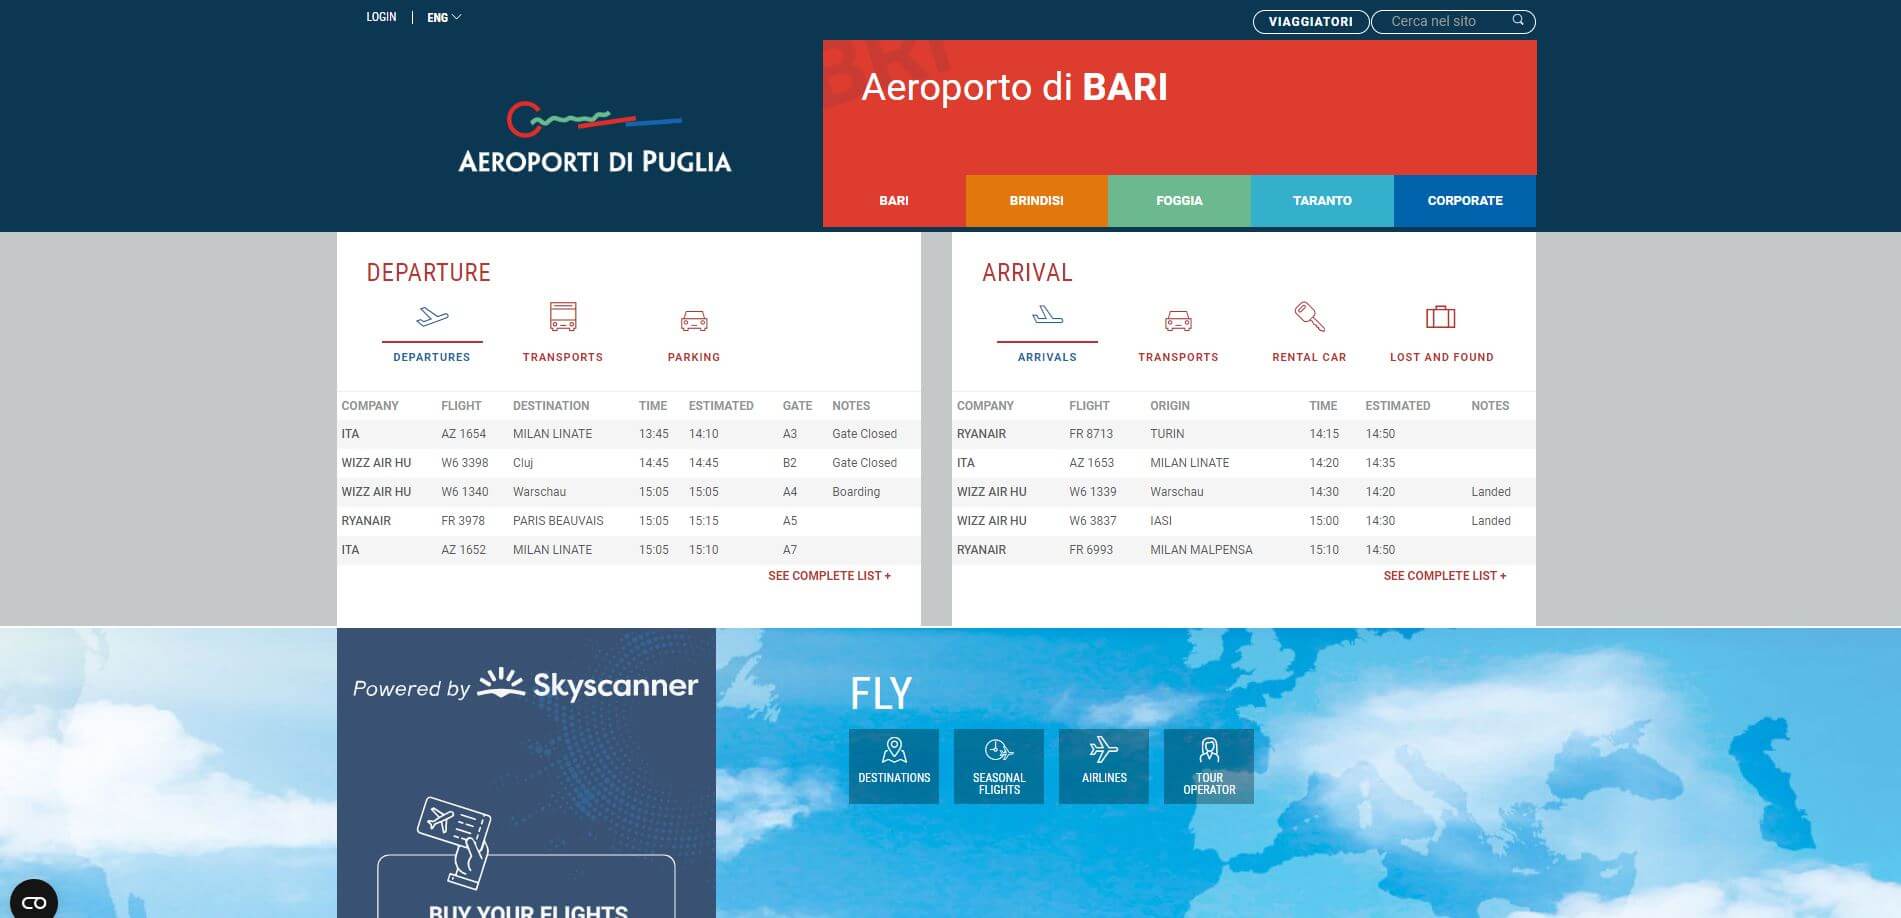 LOGIN | ENG
VIAGGIATORI
Cerca nel sito
BRI
Aeroporto di BARI
AEROPORTI DI PUGLIA
BARI BRINDISI FOGGIA TARANTO CORPORATE
DEPARTURE
DEPARTURES TRANSPORTS PARKING
COMPANY FLIGHT DESTINATION TIME ESTIMATED GATE NOTES
ITA AZ 1654 MILAN LINATE 13:45 14:10 A3 Gate Closed
WIZZ AIR HU W6 3398 Cluj 14:45 14:45 B2 Gate Closed
WIZZ AIR HU W6 1340 Warschau 15:05 15:05 A4 Boarding
RYANAIR FR 3978 PARIS BEAUVAIS 15:05 15:15 A5
ITA AZ 1652 MILAN LINATE 15:05 15:10 A7
SEE COMPLETE LIST +
ARRIVAL
ARRIVALS TRANSPORTS RENTAL CAR LOST AND FOUND
COMPANY FLIGHT ORIGIN TIME ESTIMATED NOTES
RYANAIR FR 8713 TURIN 14:15 14:50
ITA AZ 1653 MILAN LINATE 14:20 14:35
WIZZ AIR HU W6 1339 Warschau 14:30 14:20 Landed
WIZZ AIR HU W6 3837 IASI 15:00 14:30 Landed
RYANAIR FR 6993 MILAN MALPENSA 15:10 14:50
SEE COMPLETE LIST +
Powered by Skyscanner
BUY YOUR FLIGHTS
FLY
DESTINATIONS
SEASONAL
FLIGHTS
AIRLINES
TOUR
OPERATOR